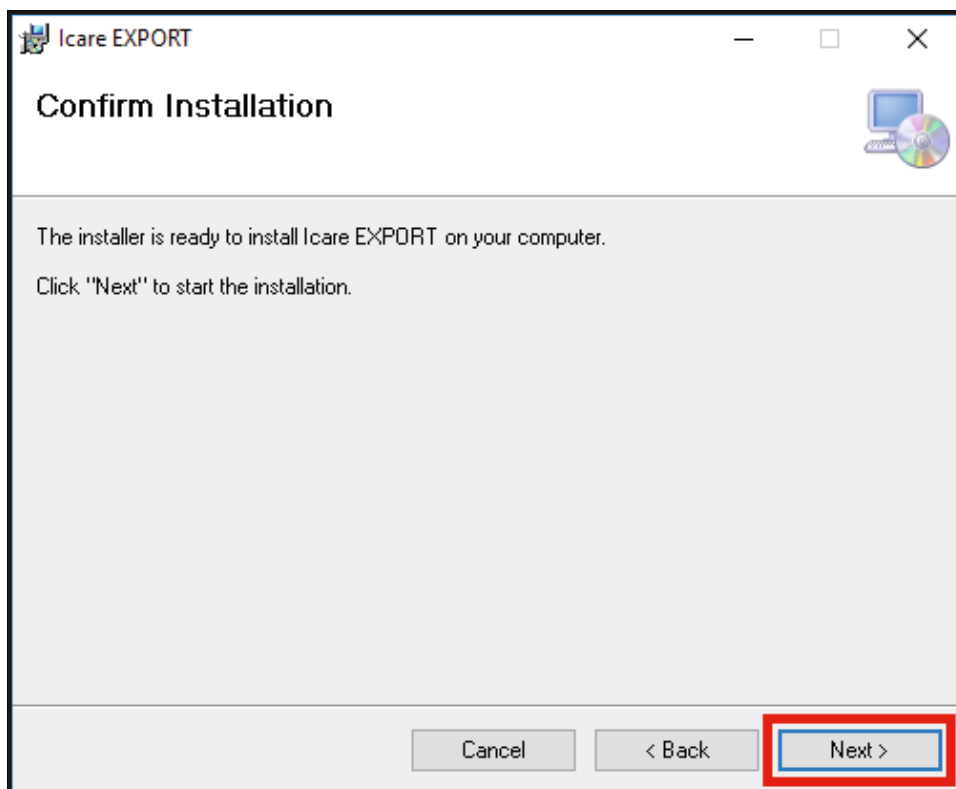 Icare EXPORT
Confirm Installation
The installer is ready to install Icare EXPORT on your computer.
Click "Next" to start the installation.
Cancel
< Back
Next >